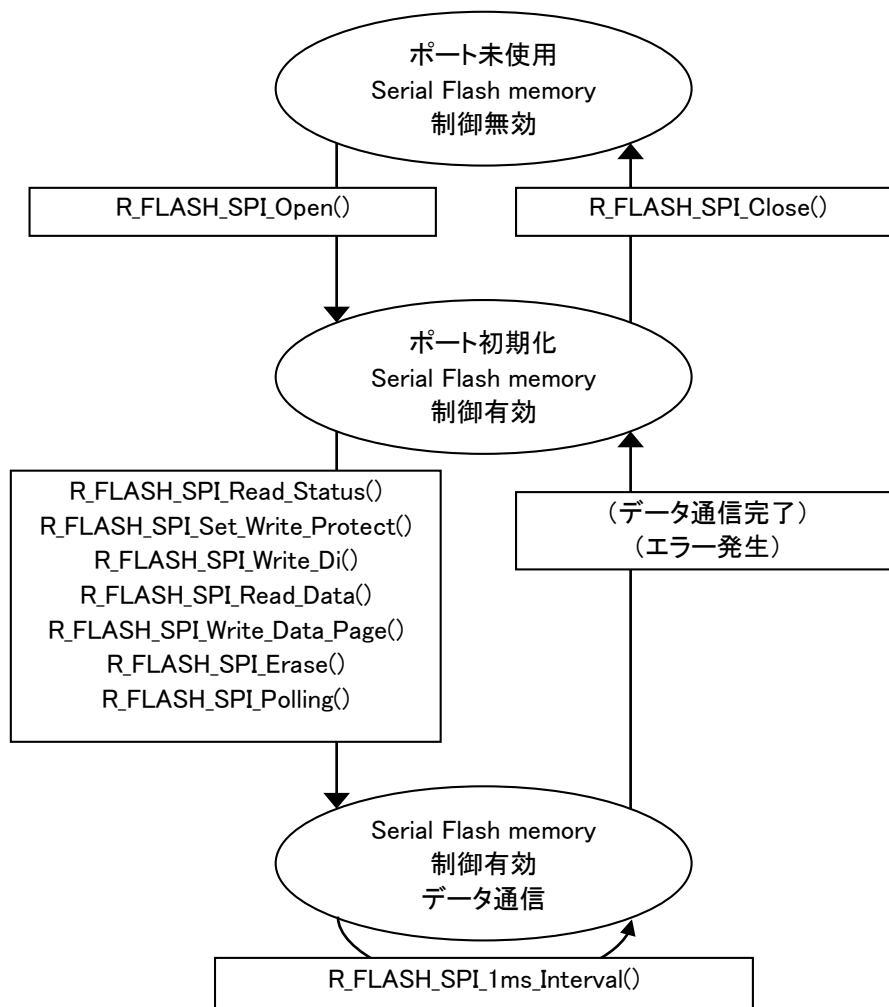 ポート未使用
Serial Flash memory
制御無効
R_FLASH_SPI_Open()
R_FLASH_SPI_Close()
ポート初期化
Serial Flash memory
制御有効
R_FLASH_SPI_Read_Status()
R_FLASH_SPI_Set_Write_Protect()
R_FLASH_SPI_Write_Di()
R_FLASH_SPI_Read_Data()
R_FLASH_SPI_Write_Data_Page()
R_FLASH_SPI_Erase()
R_FLASH_SPI_Polling()
(データ通信完了)
(エラー発生)
Serial Flash memory
制御有効
データ通信
R_FLASH_SPI_1ms_Interval()